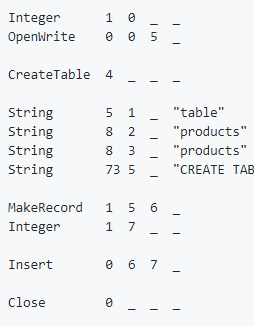 Integer 1 0 _ _
OpenWrite 0 0 5 _
CreateTable 4 _ _ _
String 5 1 _ "table"
String 8 2 _ "products"
String 8 3 _ "products"
String 73 5 _ "CREATE TAB
MakeRecord 1 5 6 _
Integer 1 7 _ _
Insert 0 6 7 _
Close 0 _ _ _